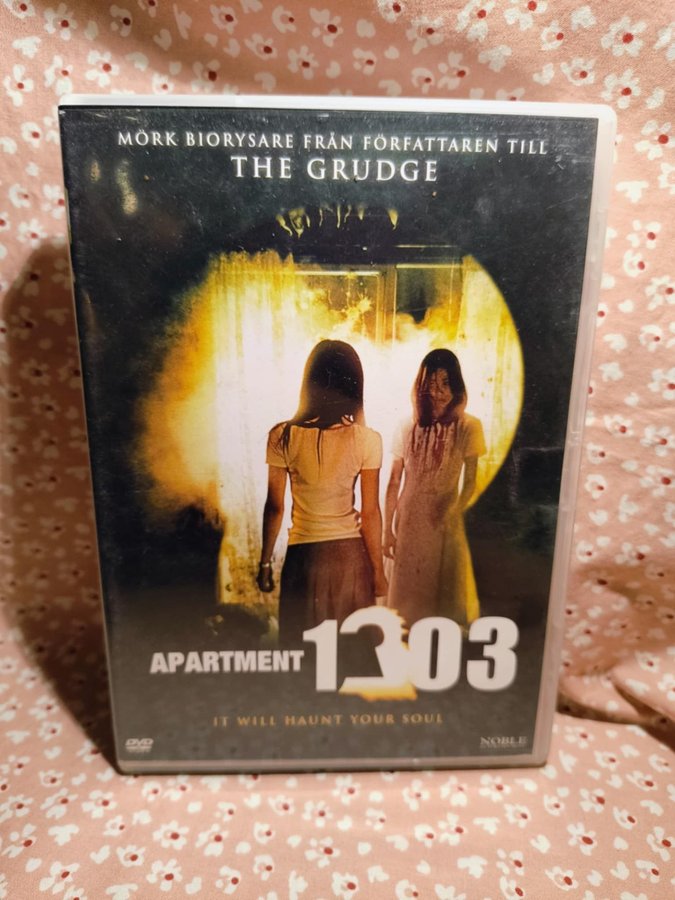 MÖRK BIORYSARE FRÅN FÖRFATTAREN TILL
THE GRUDGE
APARTMENT 1303
IT WILL HAUNT YOUR SOUL
DVD
NOBLE